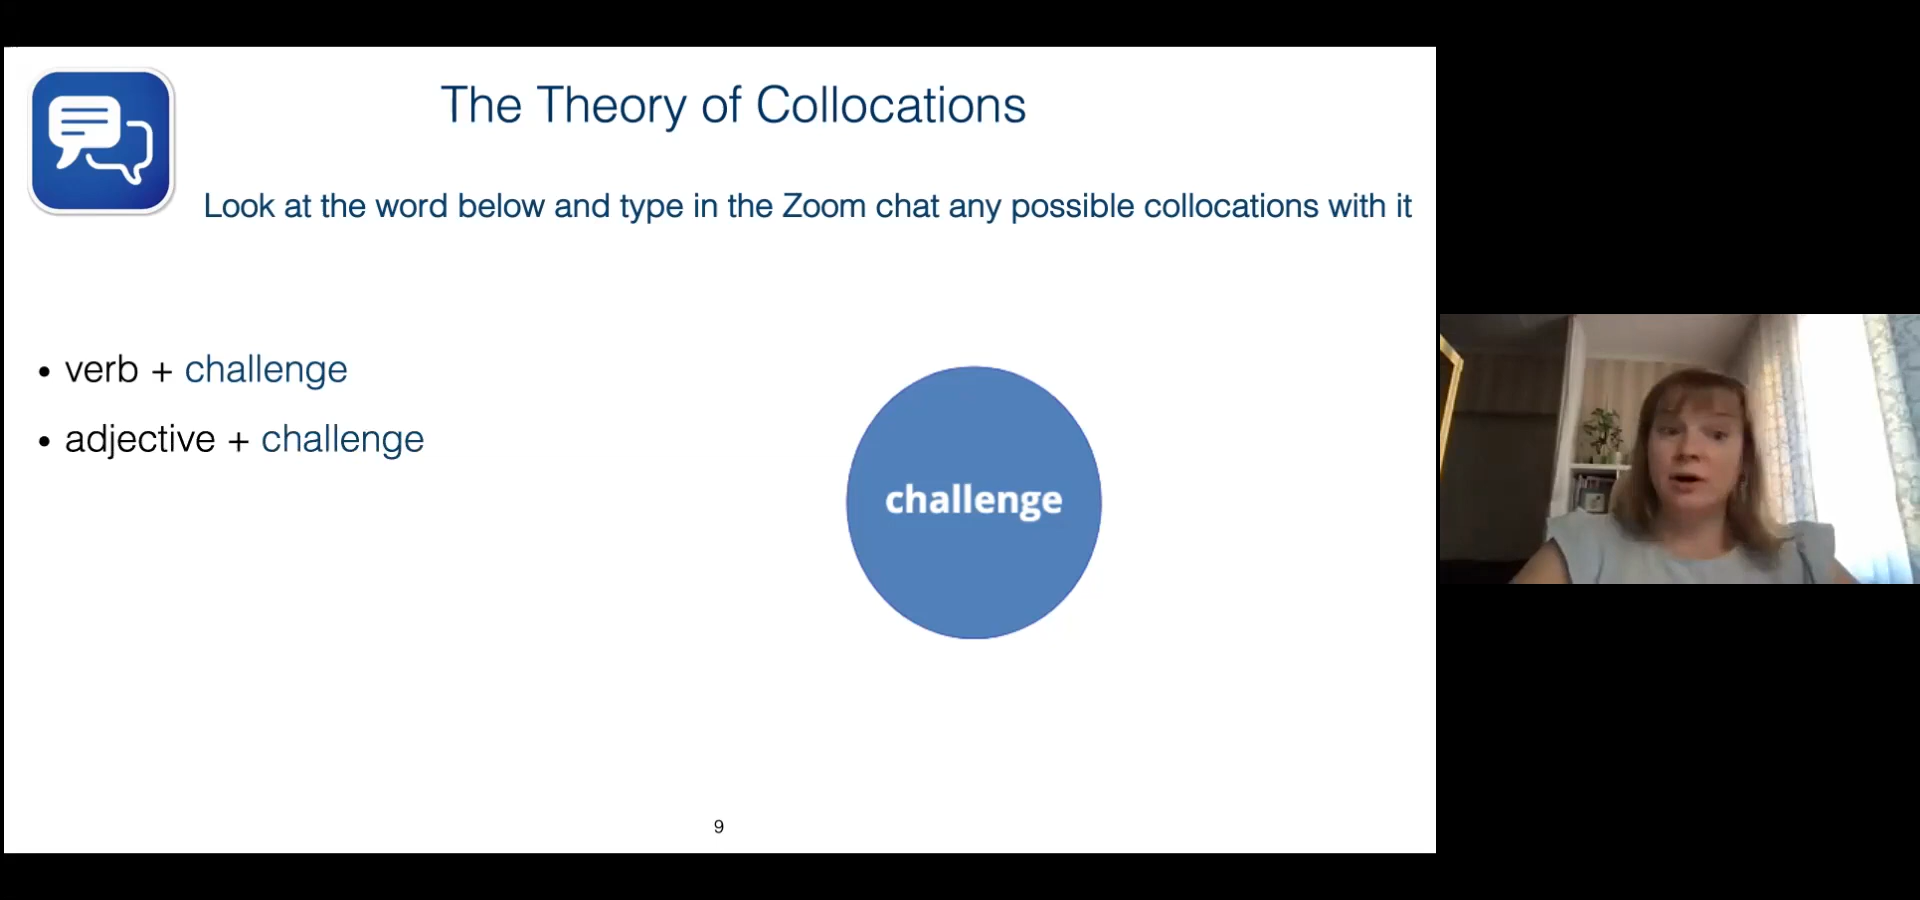 The Theory of Collocations
Look at the word below and type in the Zoom chat any possible collocations with it
• verb + challenge
• adjective + challenge
challenge
9